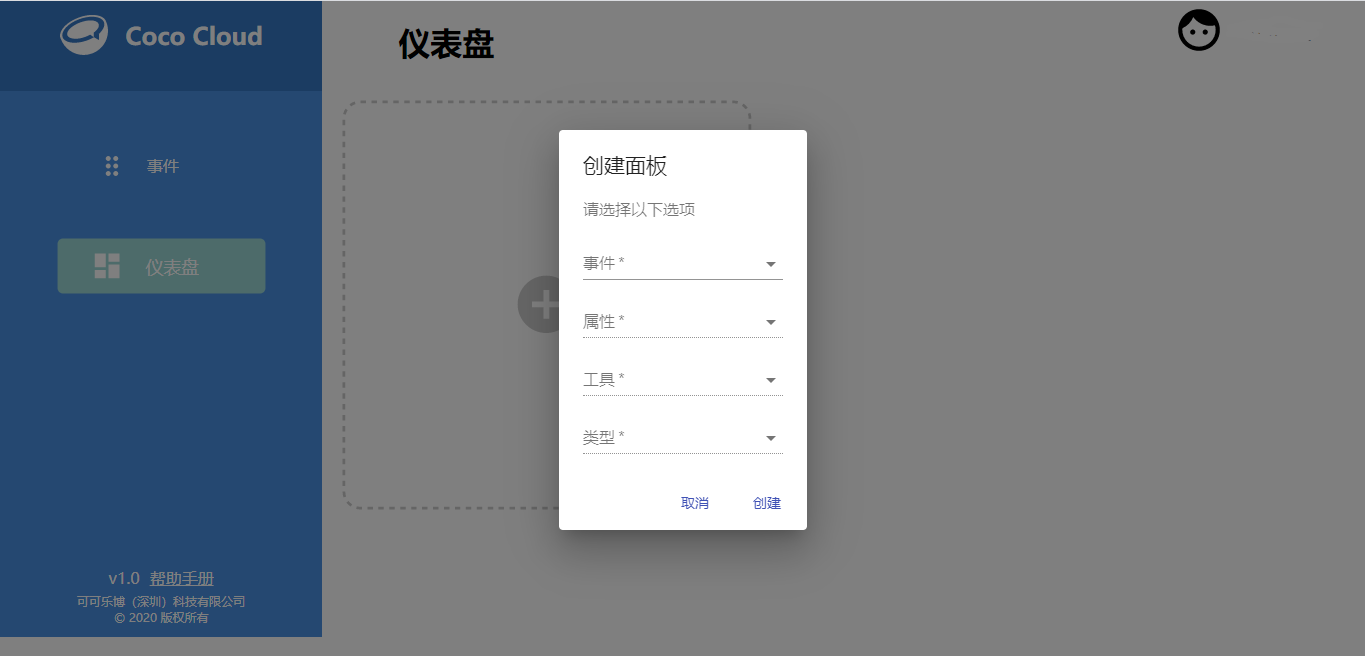 Coco Cloud
仪表盘
事件
仪表盘
创建面板
请选择以下选项
事件 *
属性 *
工具 *
类型 *
取消 创建
v1.0 帮助手册
可可乐博（深圳）科技有限公司
© 2020 版权所有